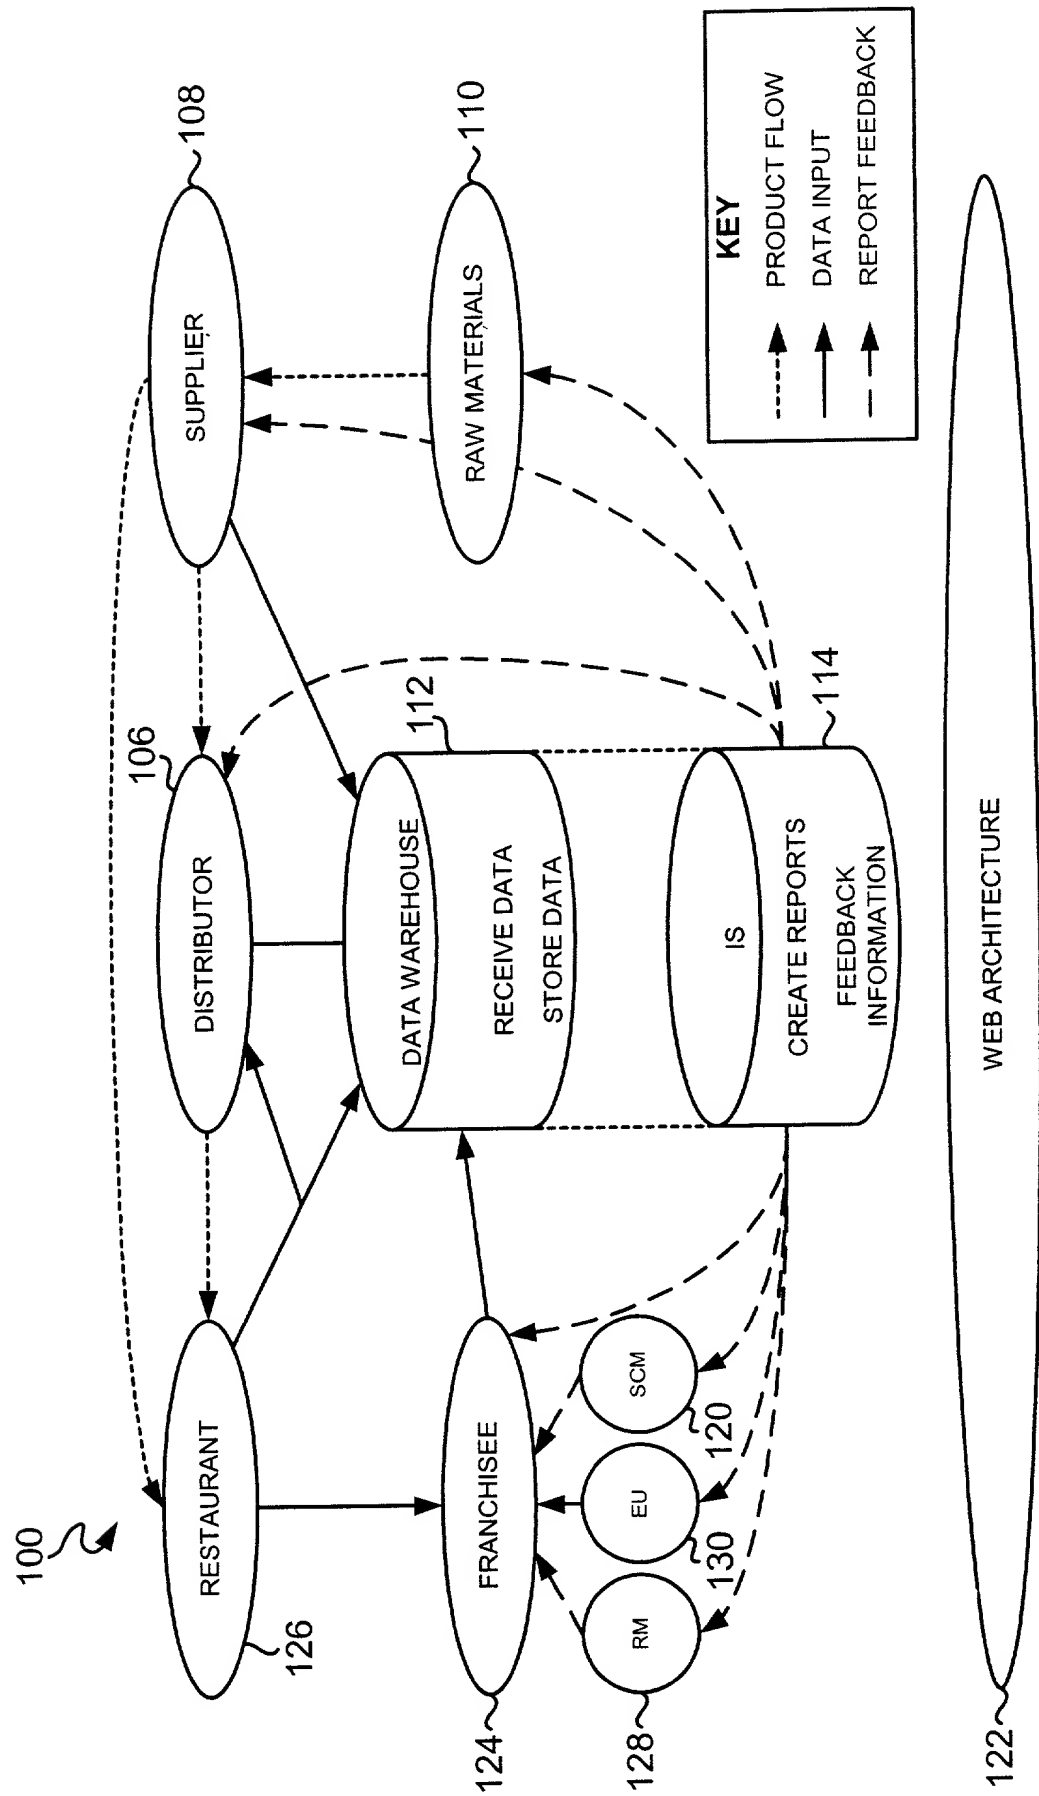 100
RESTAURANT
126
106
DISTRIBUTOR
SUPPLIER
108
124
FRANCHISEE
112
DATA WAREHOUSE
RECEIVE DATA
STORE DATA
RAW MATERIALS
110
128
RM
130
EU
120
SCM
IS
CREATE REPORTS
FEEDBACK
INFORMATION
114
KEY
PRODUCT FLOW
DATA INPUT
REPORT FEEDBACK
122
WEB ARCHITECTURE